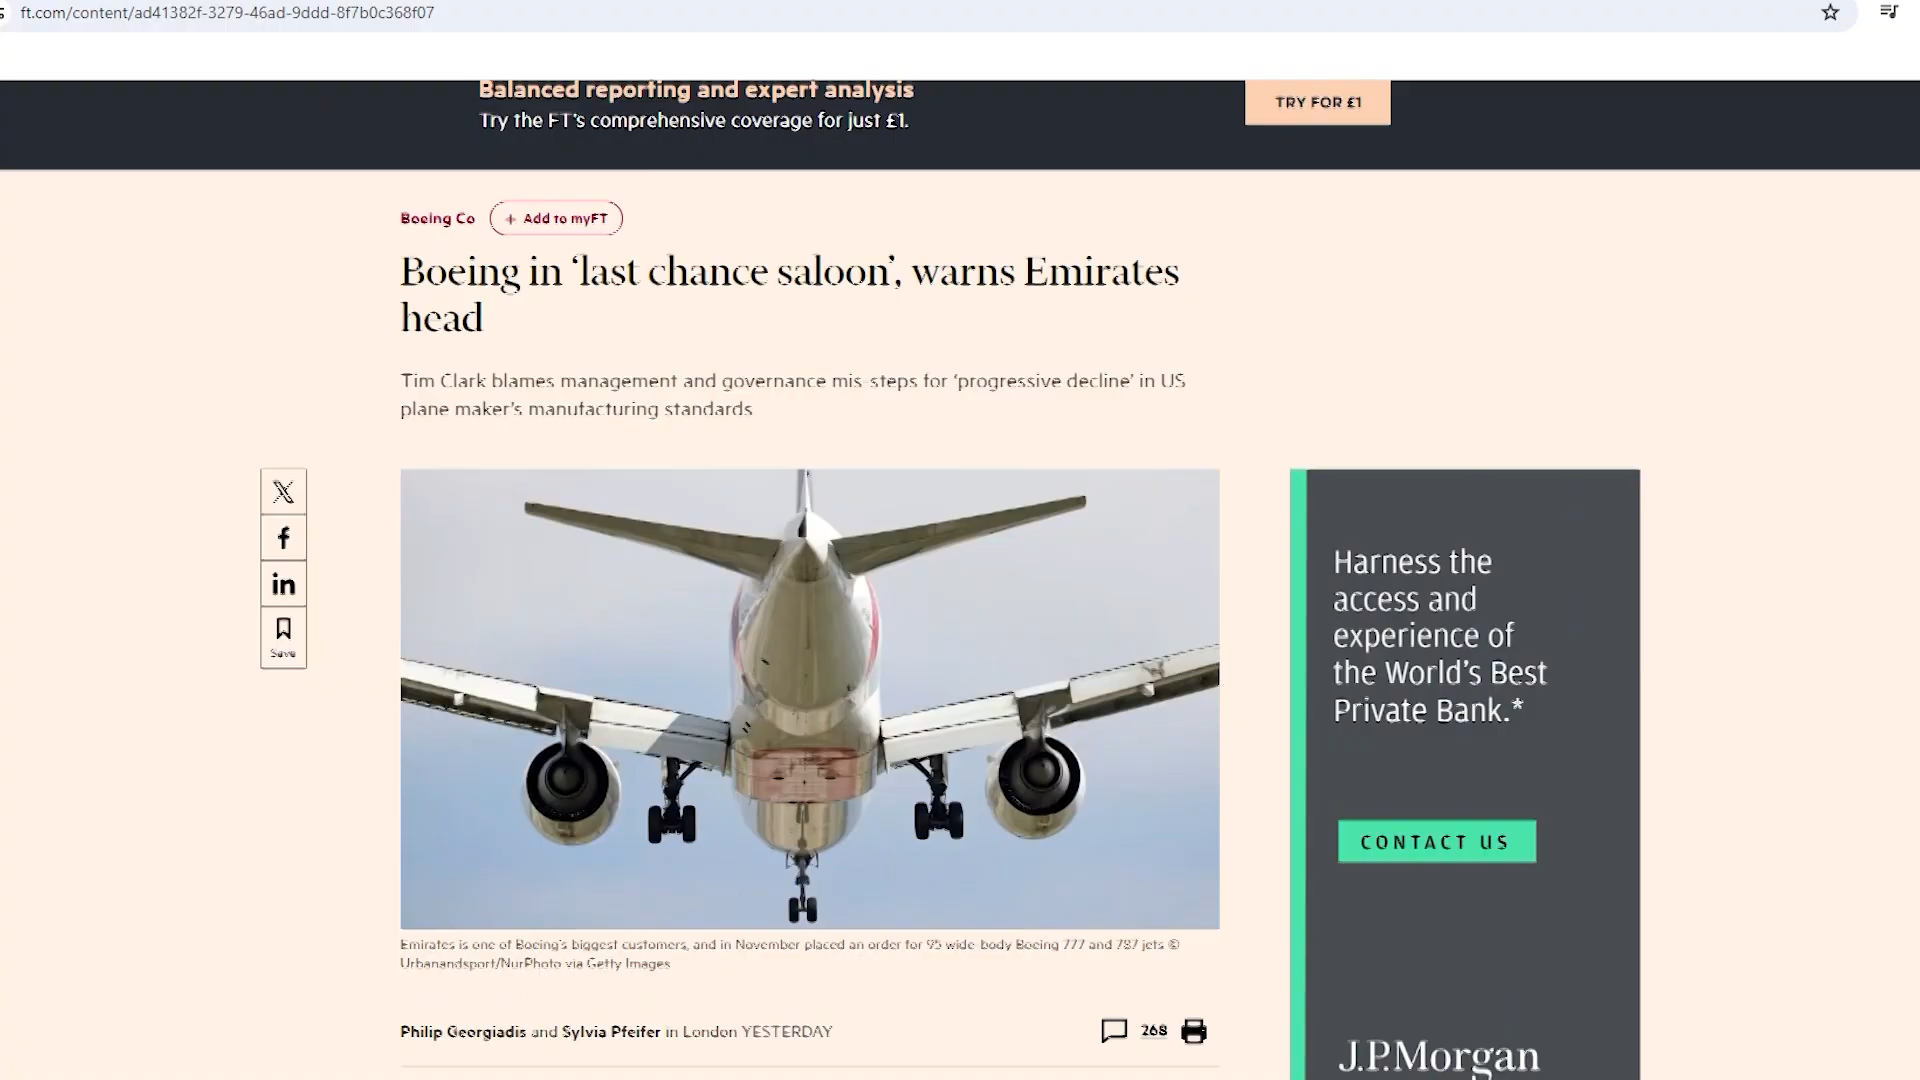 ft.com/content/ad41382f-3279-46ad-9ddd-8f7b0c368f07
Balanced reporting and expert analysis
Try the FT's comprehensive coverage for just £1.
TRY FOR £1
Boeing Co
+ Add to myFT
Boeing in ‘last chance saloon’, warns Emirates
head
Tim Clark blames management and governance mis-steps for ‘progressive decline’ in US
plane maker’s manufacturing standards
Save
Emirates is one of Boeing’s biggest customers, and in November placed an order for 95 wide-body Boeing 777 and 787 jets ©
Urbanandsport/NurPhoto via Getty Images
Philip Georgiadis and Sylvia Pfeifer in London YESTERDAY
268
Harness the
access and
experience of
the World’s Best
Private Bank.*
CONTACT US
J.P.Morgan